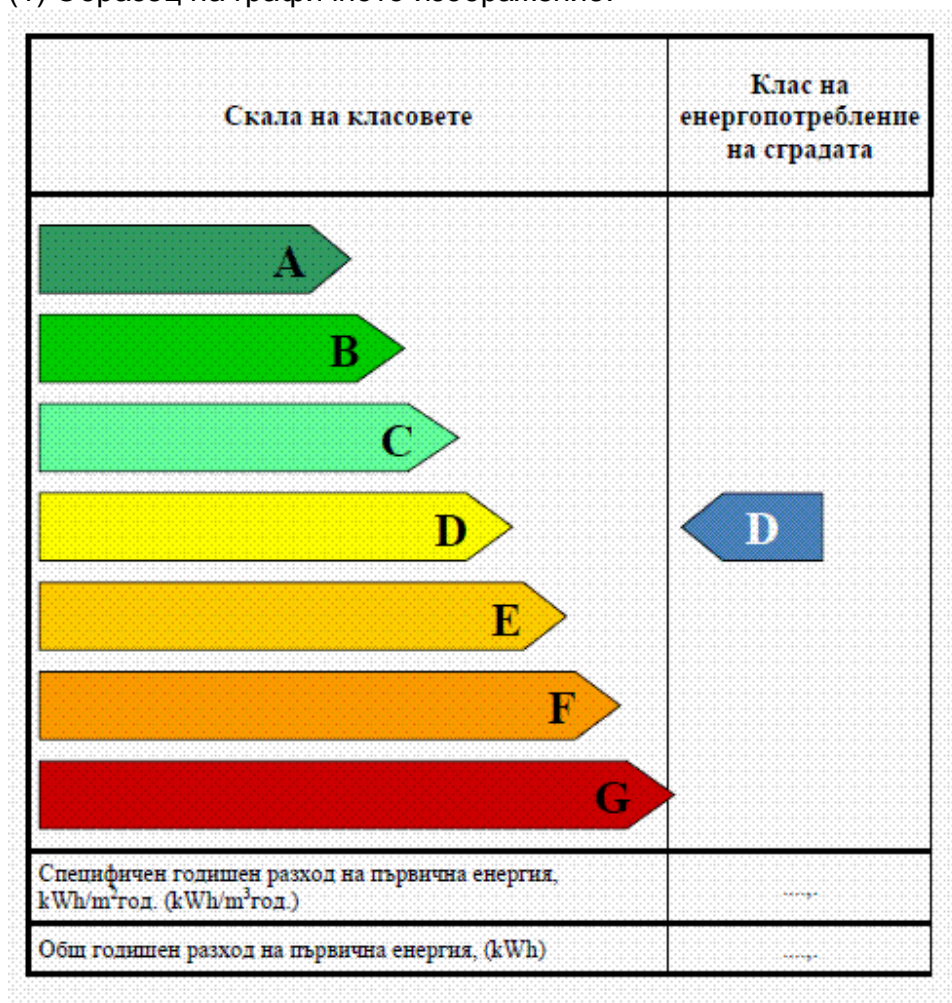 (1) Образец на графичното изображение:
Скала на класовете
Клас на
енергопотребление
на сградата
A
B
C
D
D
E
F
G
Специфичен годишен разход на първична енергия,
kWh/m²год. (kWh/m³год.)
....,.
Общ годишен разход на първична енергия, (kWh)
....,.